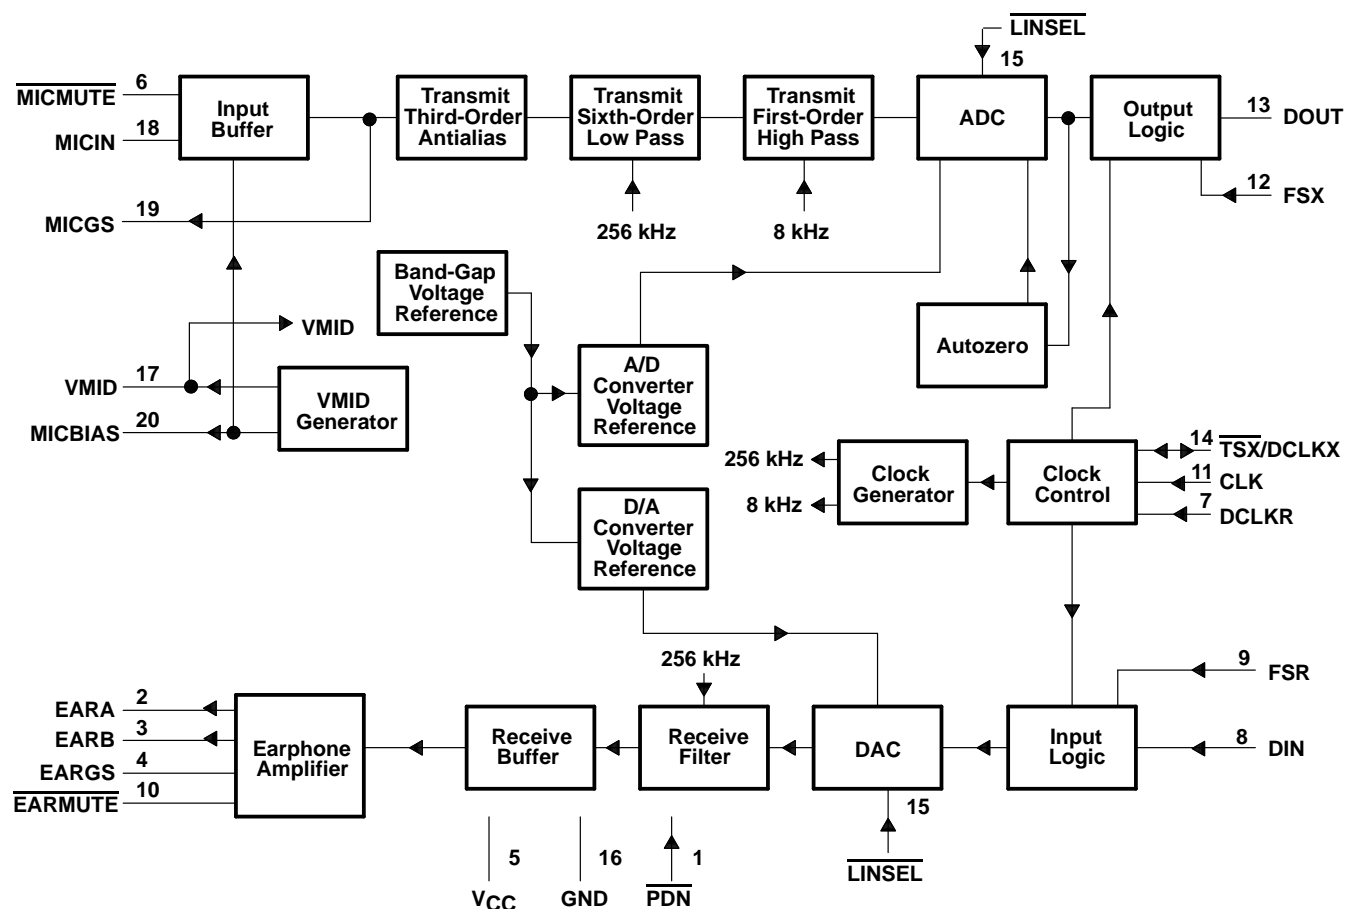 LINSEL
15
MICMUTE
6
MICIN
18
Input
Buffer
Transmit
Third-Order
Antialias
Transmit
Sixth-Order
Low Pass
Transmit
First-Order
High Pass
ADC
Output
Logic
13
DOUT
12
FSX
MICGS
19
256 kHz
8 kHz
Band-Gap
Voltage
Reference
VMID
Autozero
VMID
17
VMID
Generator
MICBIAS
20
A/D
Converter
Voltage
Reference
256 kHz
8 kHz
Clock
Generator
Clock
Control
14
TSX/DCLKX
11
CLK
7
DCLKR
D/A
Converter
Voltage
Reference
256 kHz
9
FSR
EARA
2
EARB
3
EARGS
4
EARMUTE
10
Earphone
Amplifier
Receive
Buffer
Receive
Filter
DAC
Input
Logic
8
DIN
15
LINSEL
5
VCC
16
GND
1
PDN